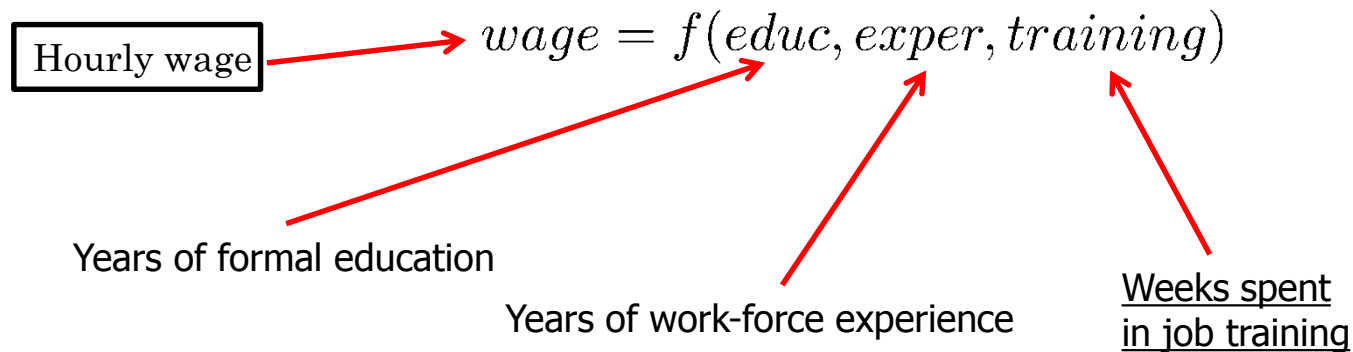 Hourly wage
wage = f(educ, exper, training)
Years of formal education
Years of work-force experience
Weeks spent
in job training